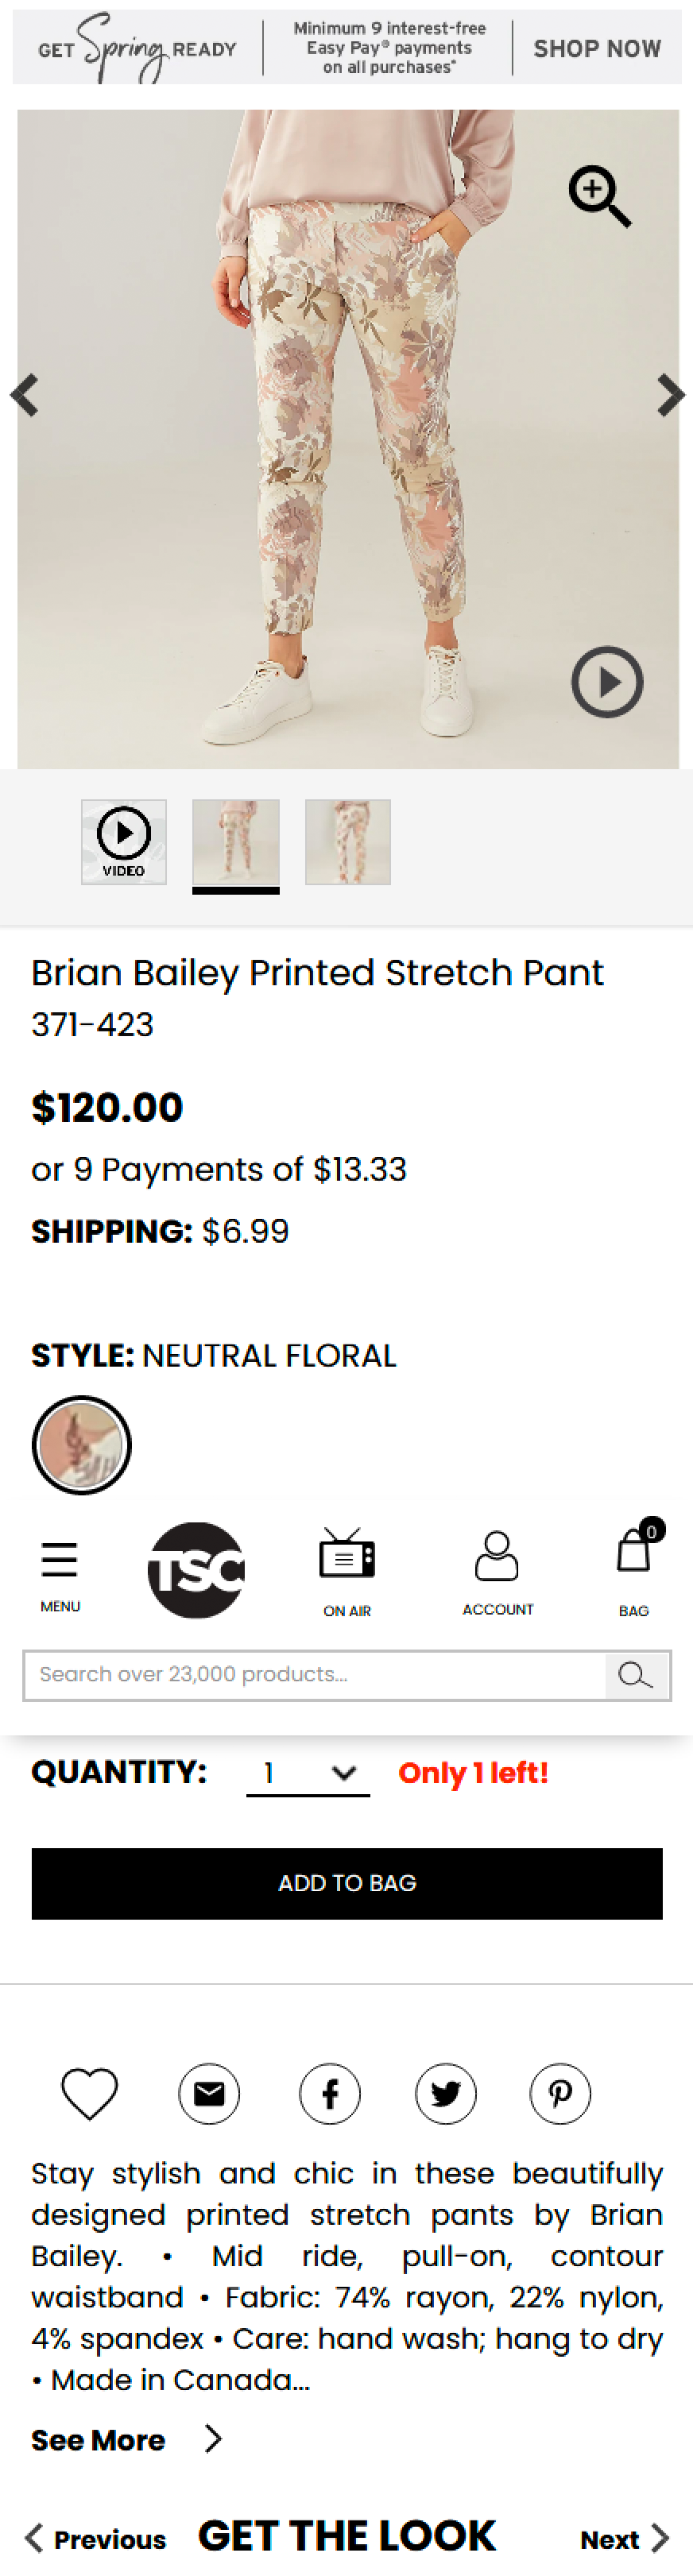 GET Spring READY
Minimum 9 interest-free
Easy Pay® payments
on all purchases*
SHOP NOW
VIDEO
Brian Bailey Printed Stretch Pant
371-423
$120.00
or 9 Payments of $13.33
SHIPPING: $6.99
STYLE: NEUTRAL FLORAL
TSC
0
MENU
ON AIR
ACCOUNT
BAG
Search over 23,000 products...
QUANTITY: 1 Only 1 left!
ADD TO BAG
Stay stylish and chic in these beautifully
designed printed stretch pants by Brian
Bailey. • Mid ride, pull-on, contour
waistband • Fabric: 74% rayon, 22% nylon,
4% spandex • Care: hand wash; hang to dry
• Made in Canada...
See More
Previous GET THE LOOK Next